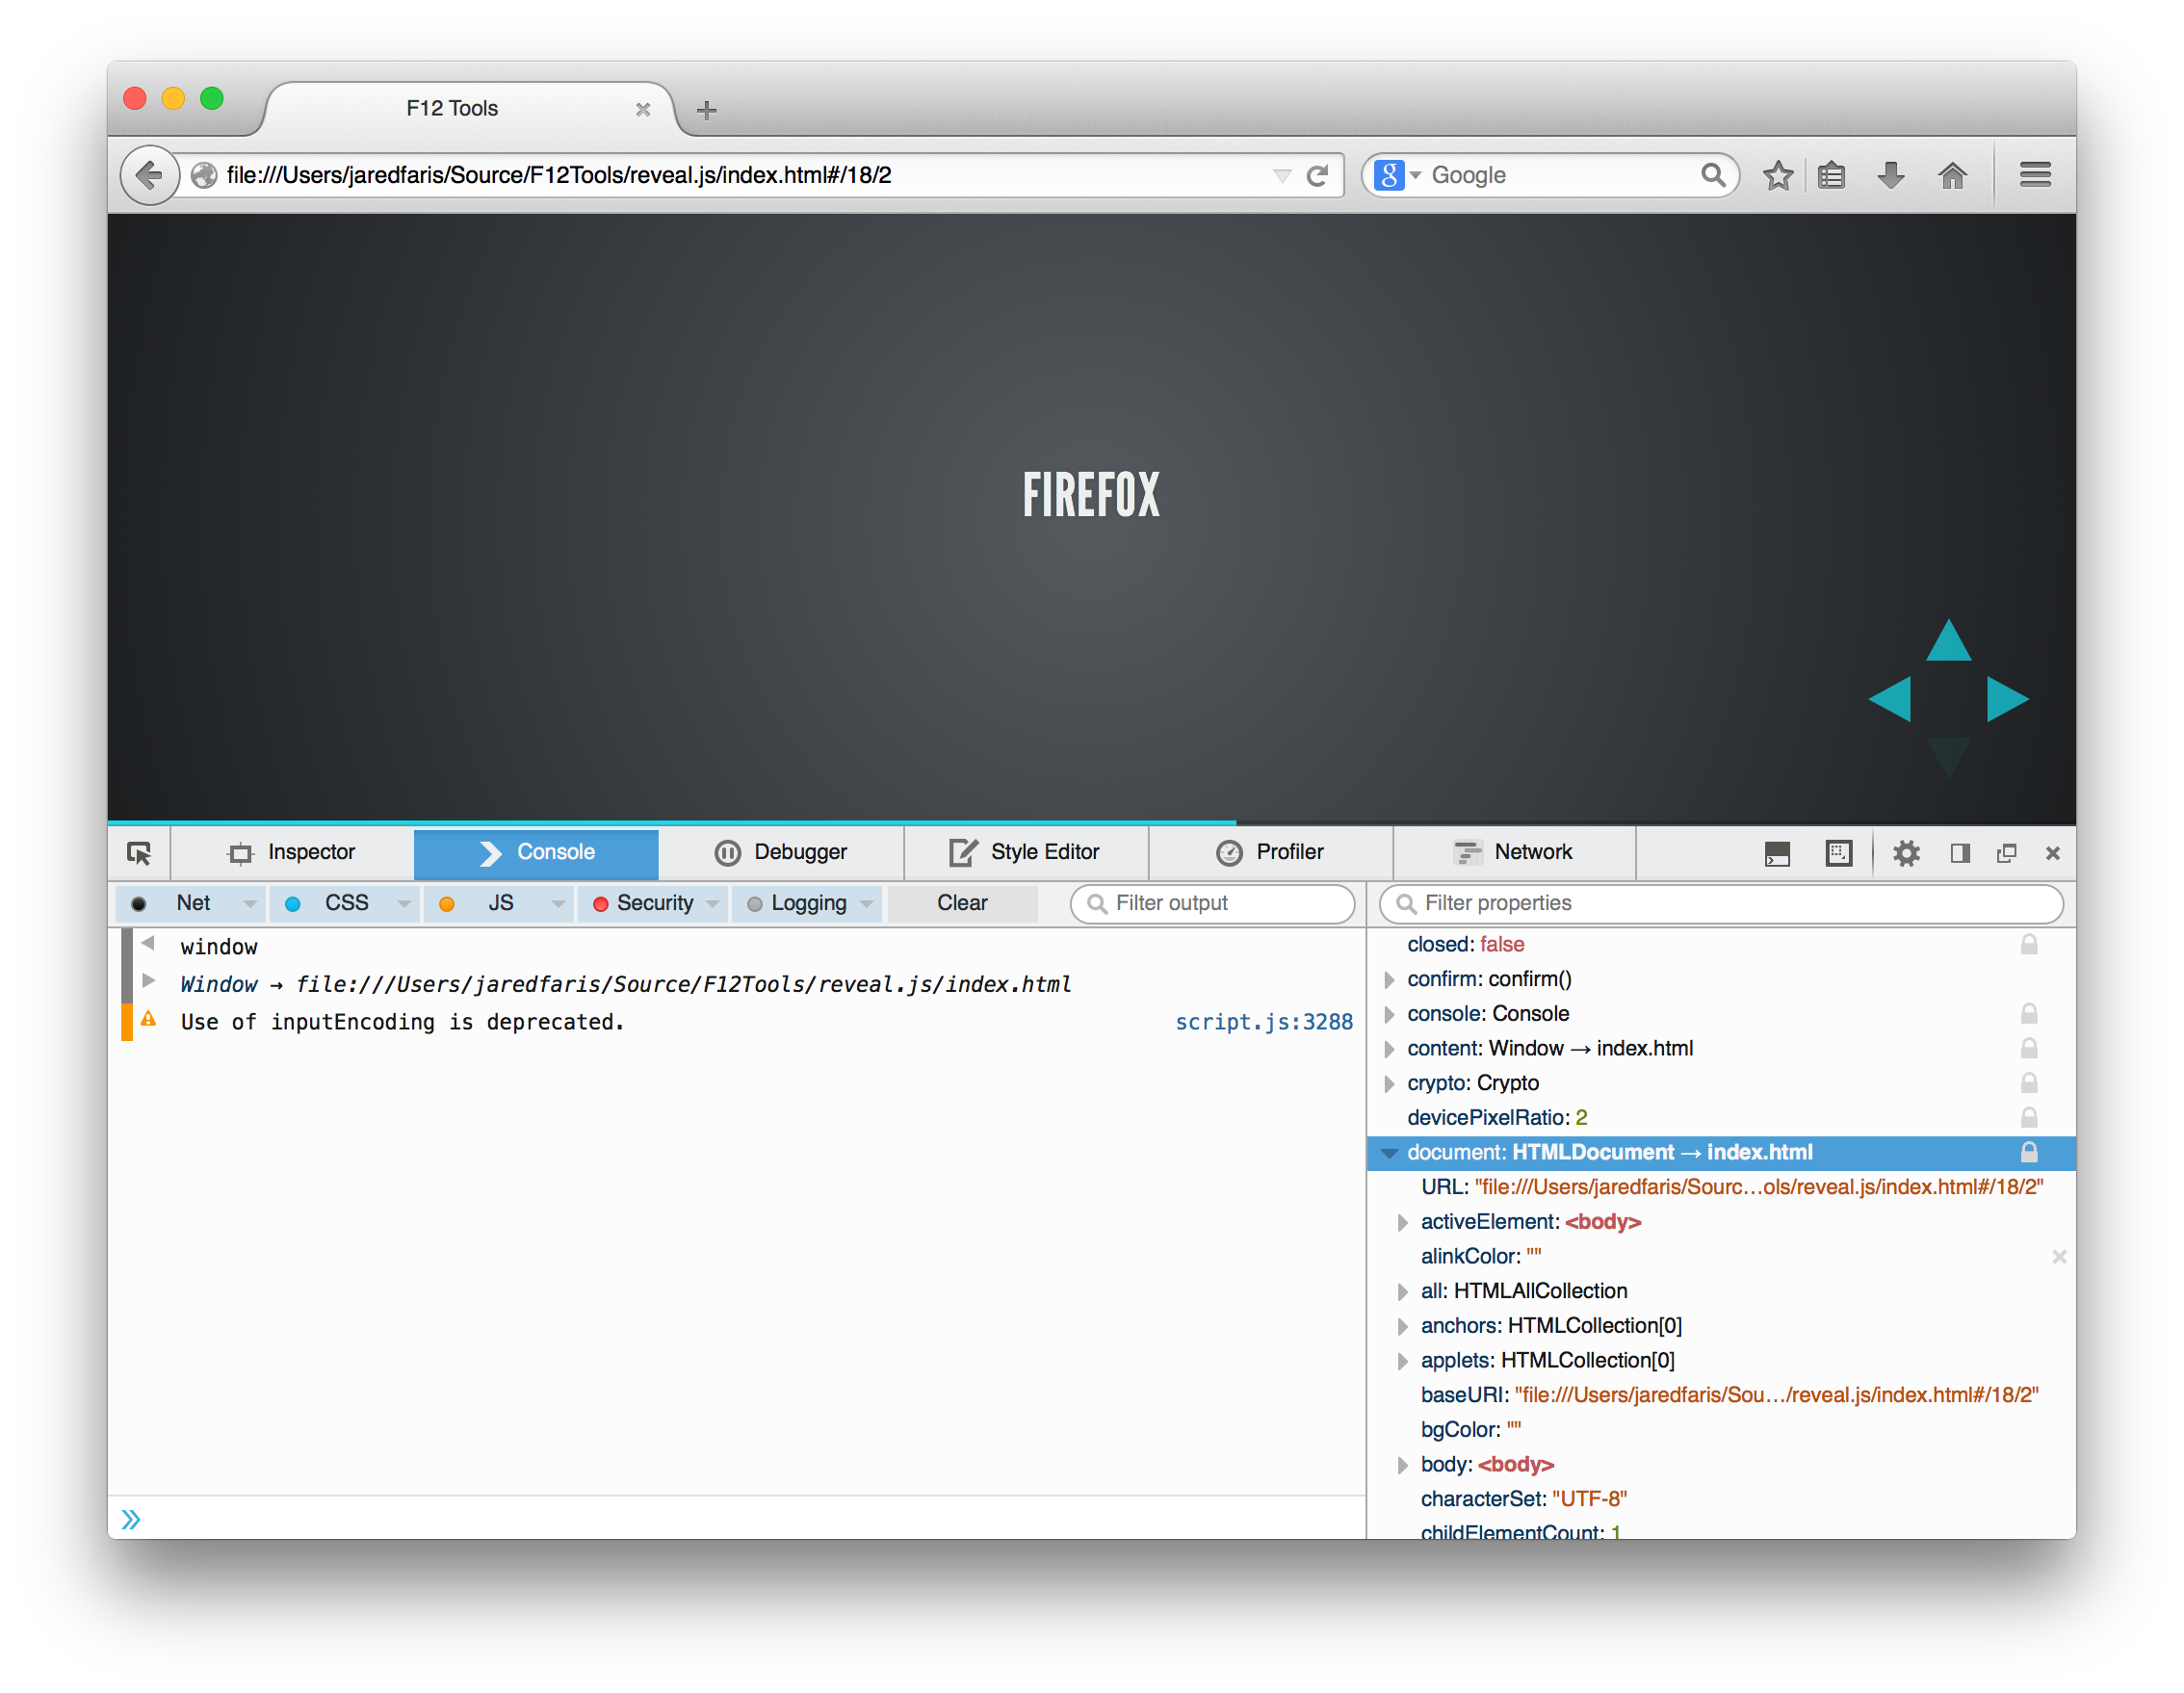 F12 Tools
file:///Users/jaredfaris/Source/F12Tools/reveal.js/index.html#/18/2
g Google
FIREFOX
Inspector Console Debugger Style Editor Profiler Network
Net CSS JS Security Logging Clear Filter output Filter properties
window
Window → file:///Users/jaredfaris/Source/F12Tools/reveal.js/index.html
Use of inputEncoding is deprecated. script.js:3288
closed: false
confirm: confirm()
console: Console
content: Window → index.html
crypto: Crypto
devicePixelRatio: 2
document: HTMLDocument → index.html
URL: "file:///Users/jaredfaris/Sourc…ols/reveal.js/index.html#/18/2"
activeElement: <body>
alinkColor: ""
all: HTMLAllCollection
anchors: HTMLCollection[0]
applets: HTMLCollection[0]
baseURI: "file:///Users/jaredfaris/Sou…/reveal.js/index.html#/18/2"
bgColor: ""
body: <body>
characterSet: "UTF-8"
childElementCount: 1